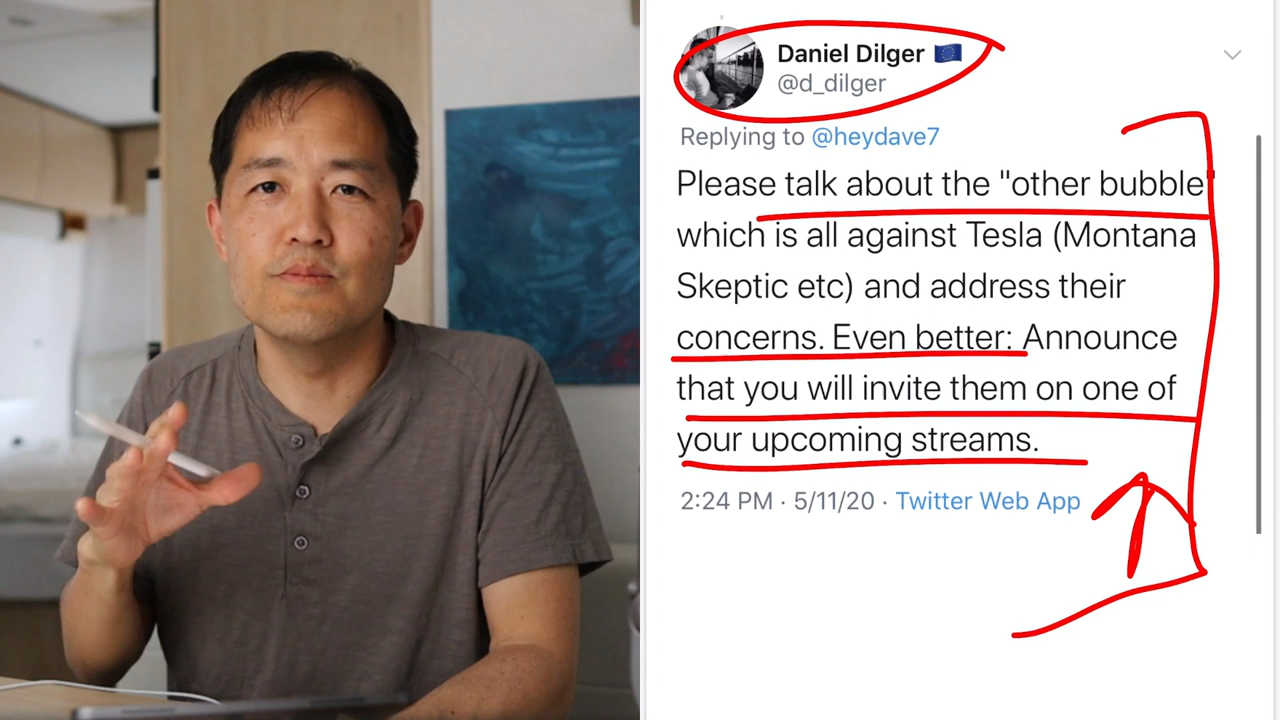 Daniel Dilger 🇪🇺
@d_dilger
Replying to @heydave7
Please talk about the "other bubble"
which is all against Tesla (Montana
Skeptic etc) and address their
concerns. Even better: Announce
that you will invite them on one of
your upcoming streams.
2:24 PM · 5/11/20 · Twitter Web App